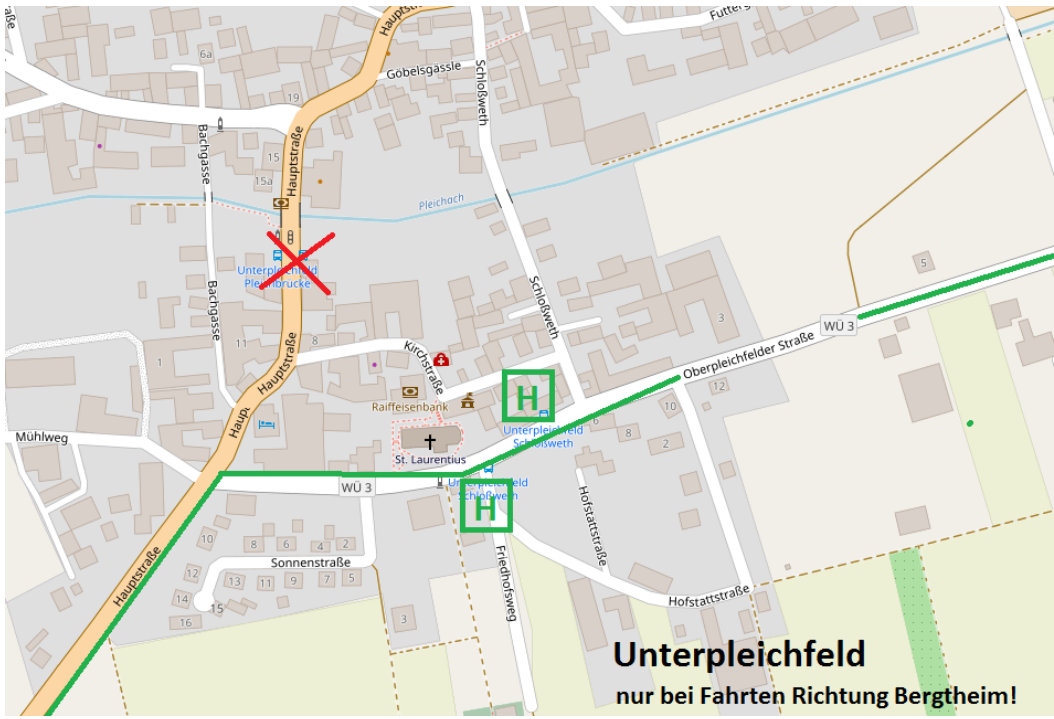 Hauptstraße
Futterg
Göbelsgässle
Schloßweth
6a
19
Bachgasse
15
15a
Hauptstraße
Pleichach
Unterpleichfeld
Pleichbrücke
5
3
Schloßweth
Bachgasse
11
8
1
Hauptstraße
Kirchstraße
WÜ 3
Oberpleichfelder Straße
12
H
10
Raiffeisenbank
Unterpleichfeld
Schloßweth
6
8
2
Mühlweg
St. Laurentius
WÜ 3
Unterpleichfeld
Schloßweth
H
Hofstattstraße
10
8
6
4
2
Sonnenstraße
Hauptstraße
12
13
11
9
7
5
14
15
16
3
Friedhofsweg
Hofstattstraße
Unterpleichfeld
nur bei Fahrten Richtung Bergtheim!